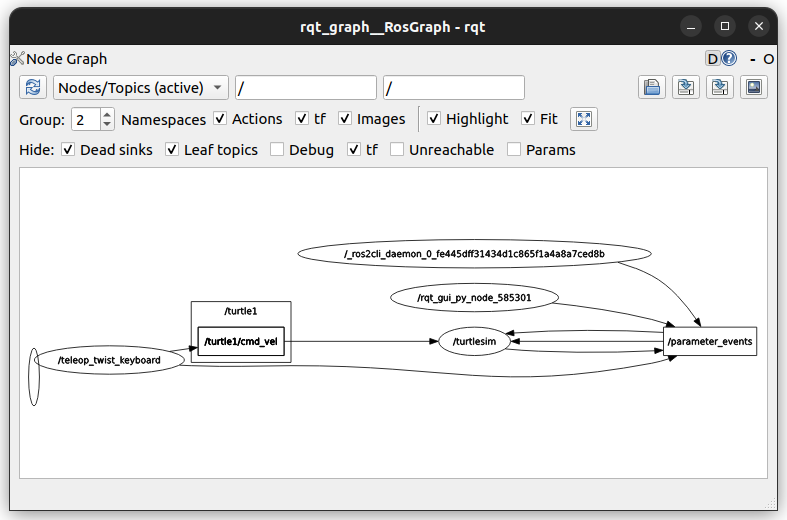 rqt_graph__RosGraph - rqt
Node Graph D ? - O
Nodes/Topics (active) / /
Group: 2 Namespaces Actions tf Images Highlight Fit
Hide: Dead sinks Leaf topics Debug tf Unreachable Params
/_ros2cli_daemon_0_fe445dff31434d1c865f1a4a8a7ced8b
/rqt_gui_py_node_585301
/turtle1
/turtle1/cmd_vel
/turtlesim
/parameter_events
/teleop_twist_keyboard